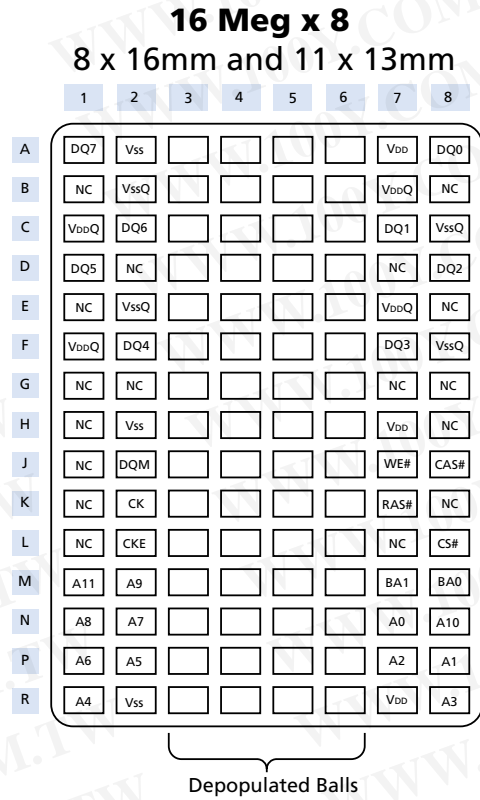 16 Meg x 8
8 x 16mm and 11 x 13mm
1 2 3 4 5 6 7 8
A DQ7 Vss VDD DQ0
B NC VssQ VDDQ NC
C VDDQ DQ6 DQ1 VssQ
D DQ5 NC NC DQ2
E NC VssQ VDDQ NC
F VDDQ DQ4 DQ3 VssQ
G NC NC NC NC
H NC Vss VDD NC
J NC DQM WE# CAS#
K NC CK RAS# NC
L NC CKE NC CS#
M A11 A9 BA1 BA0
N A8 A7 A0 A10
P A6 A5 A2 A1
R A4 Vss VDD A3
Depopulated Balls